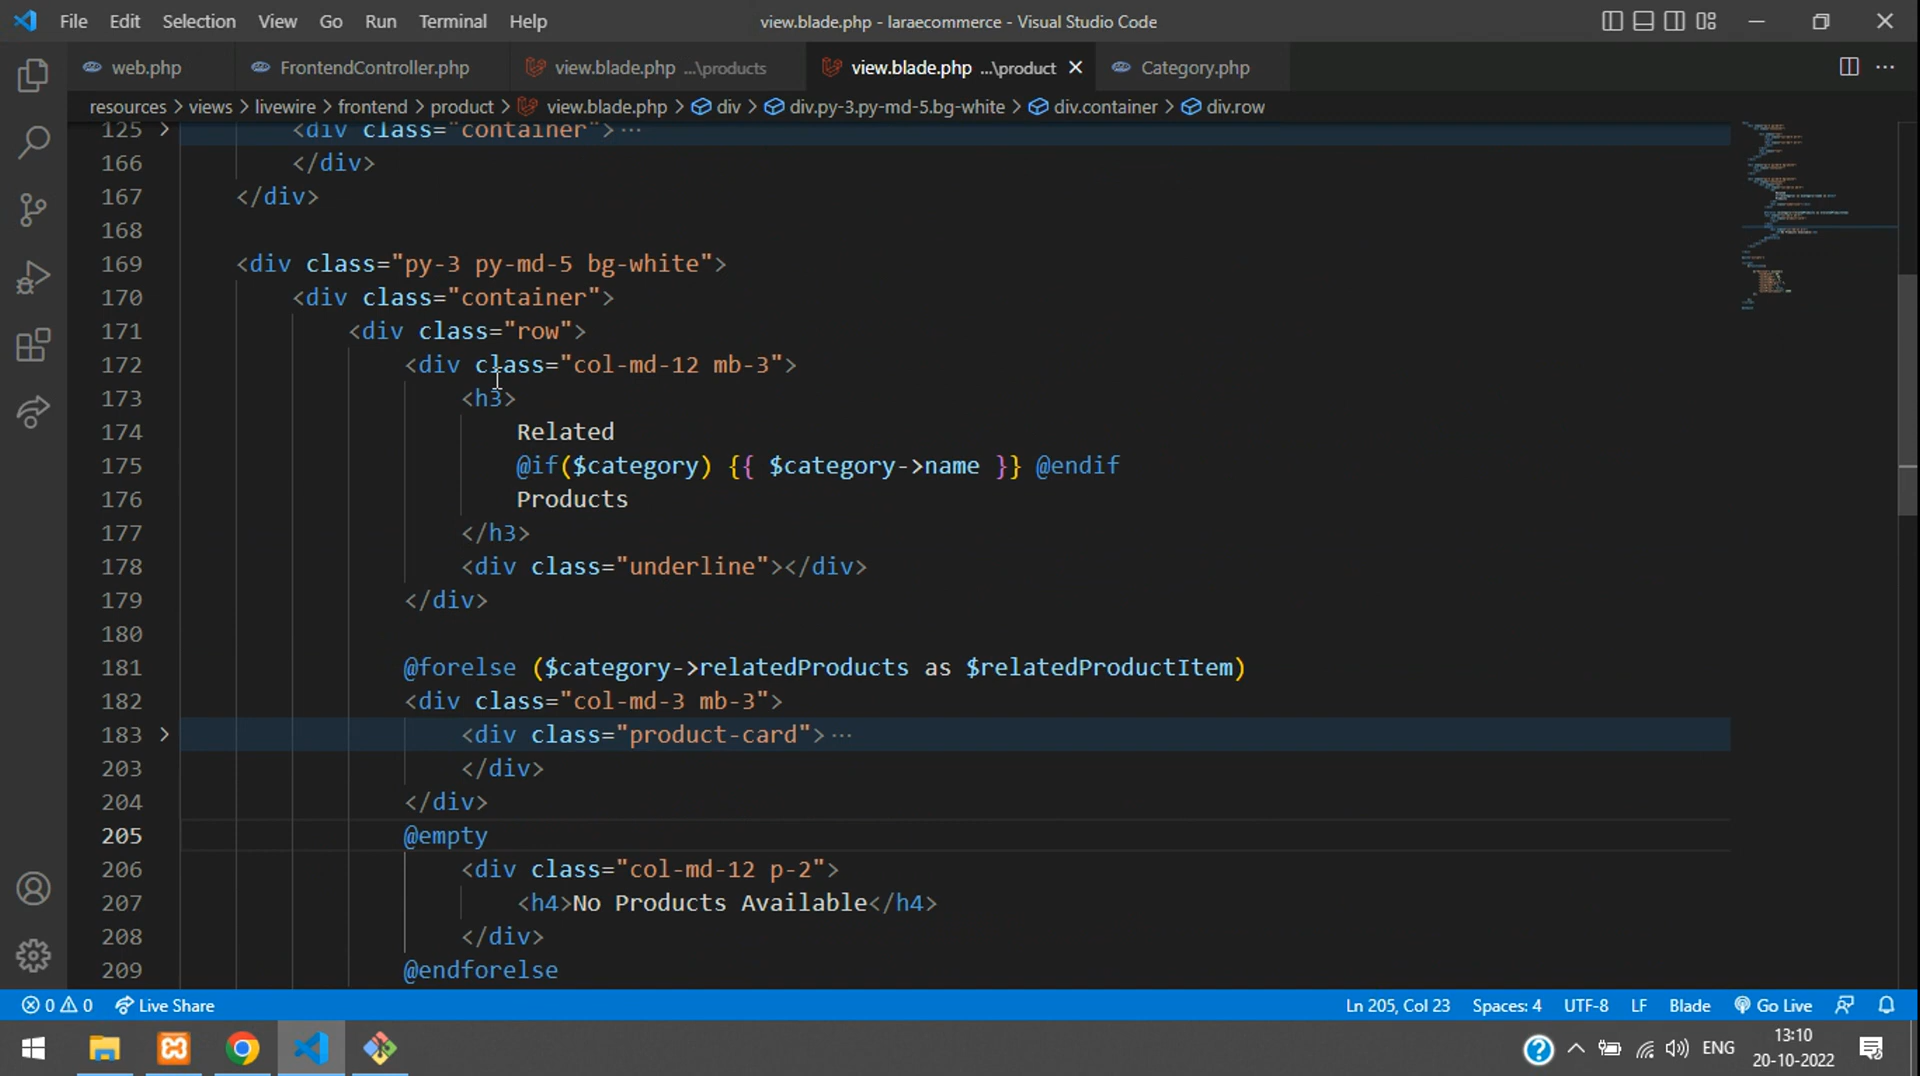 File Edit Selection View Go Run Terminal Help
view.blade.php - laraecommerce - Visual Studio Code
web.php FrontendController.php view.blade.php ...\products view.blade.php ...\product Category.php
resources > views > livewire > frontend > product > view.blade.php > div > div.py-3.py-md-5.bg-white > div.container > div.row
125 <div class="container"> ...
166 </div>
167 </div>
168
169 <div class="py-3 py-md-5 bg-white">
170 <div class="container">
171 <div class="row">
172 <div class="col-md-12 mb-3">
173 <h3>
174 Related
175 @if($category) {{ $category->name }} @endif
176 Products
177 </h3>
178 <div class="underline"></div>
179 </div>
180
181 @forelse ($category->relatedProducts as $relatedProductItem)
182 <div class="col-md-3 mb-3">
183 <div class="product-card"> ...
203 </div>
204 </div>
205 @empty
206 <div class="col-md-12 p-2">
207 <h4>No Products Available</h4>
208 </div>
209 @endforelse
0 0 Live Share Ln 205, Col 23 Spaces: 4 UTF-8 LF Blade Go Live
ENG 13:10
20-10-2022